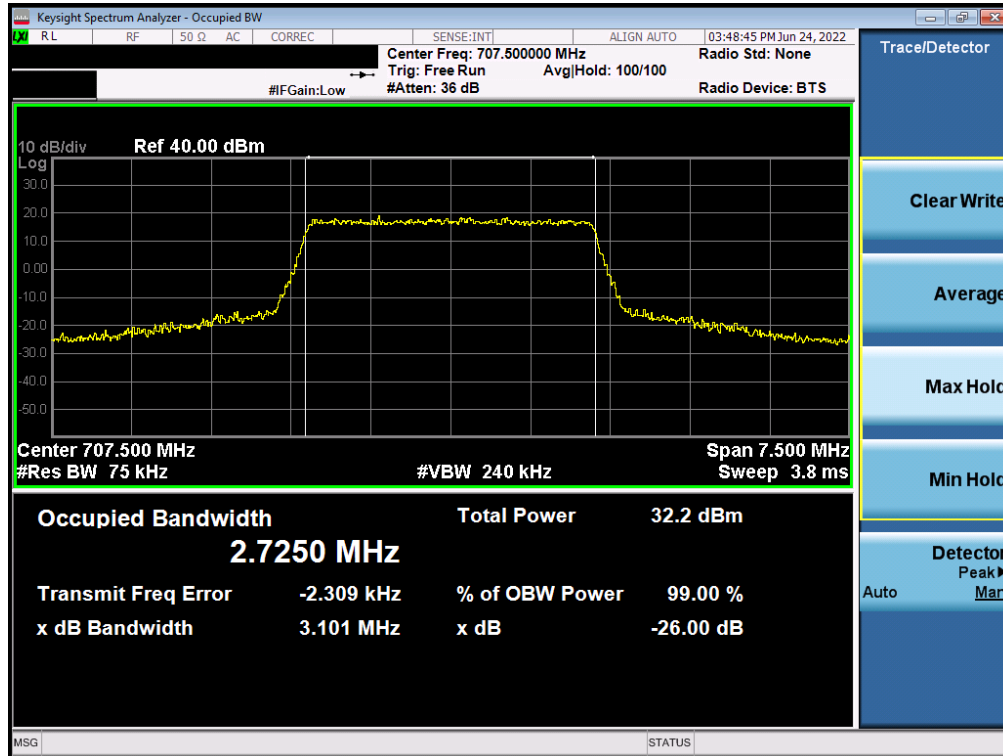 Keysight Spectrum Analyzer - Occupied BW
LXI RL RF 50 Ω AC CORREC SENSE:INT ALIGN AUTO 03:48:45 PM Jun 24, 2022
Center Freq: 707.500000 MHz Radio Std: None
Trig: Free Run Avg|Hold: 100/100
#IFGain:Low #Atten: 36 dB Radio Device: BTS
Trace/Detector
10 dB/div Ref 40.00 dBm
Log
30.0
20.0
10.0
0.00
-10.0
-20.0
-30.0
-40.0
-50.0
Center 707.500 MHz Span 7.500 MHz
#Res BW 75 kHz #VBW 240 kHz Sweep 3.8 ms
Occupied Bandwidth Total Power 32.2 dBm
2.7250 MHz
Transmit Freq Error -2.309 kHz % of OBW Power 99.00 %
x dB Bandwidth 3.101 MHz x dB -26.00 dB
Clear Write
Average
Max Hold
Min Hold
Detector
Peak▶
Auto Man
MSG STATUS